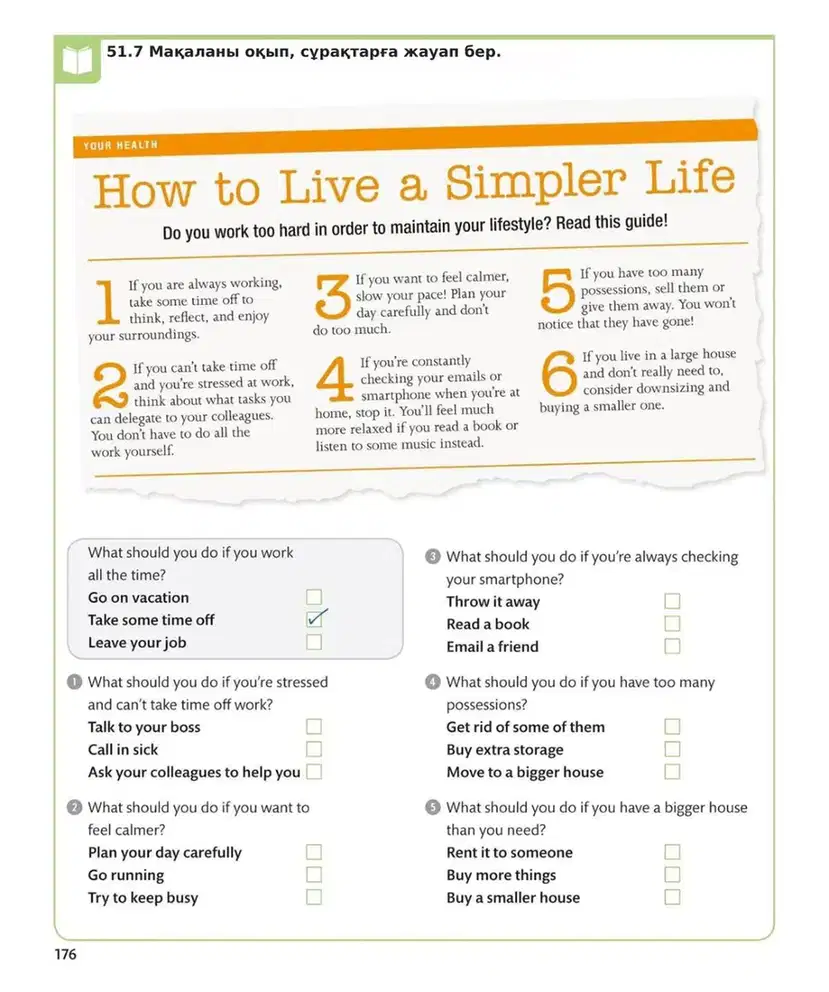 51.7 Мақаланы оқып, сұрақтарға жауап бер.
YOUR HEALTH
How to Live a Simpler Life
Do you work too hard in order to maintain your lifestyle? Read this guide!
1 If you are always working,
take some time off to
think, reflect, and enjoy
your surroundings.
2 If you can't take time off
and you're stressed at work,
think about what tasks you
can delegate to your colleagues.
You don't have to do all the
work yourself.
3 If you want to feel calmer,
slow your pace! Plan your
day carefully and don't
do too much.
4 If you're constantly
checking your emails or
smartphone when you're at
home, stop it. You'll feel much
more relaxed if you read a book or
listen to some music instead.
5 If you have too many
possessions, sell them or
give them away. You won't
notice that they have gone!
6 If you live in a large house
and don't really need to,
consider downsizing and
buying a smaller one.
What should you do if you work
all the time?
Go on vacation
Take some time off
Leave your job
1 What should you do if you're stressed
and can't take time off work?
Talk to your boss
Call in sick
Ask your colleagues to help you
2 What should you do if you want to
feel calmer?
Plan your day carefully
Go running
Try to keep busy
3 What should you do if you're always checking
your smartphone?
Throw it away
Read a book
Email a friend
4 What should you do if you have too many
possessions?
Get rid of some of them
Buy extra storage
Move to a bigger house
5 What should you do if you have a bigger house
than you need?
Rent it to someone
Buy more things
Buy a smaller house
176